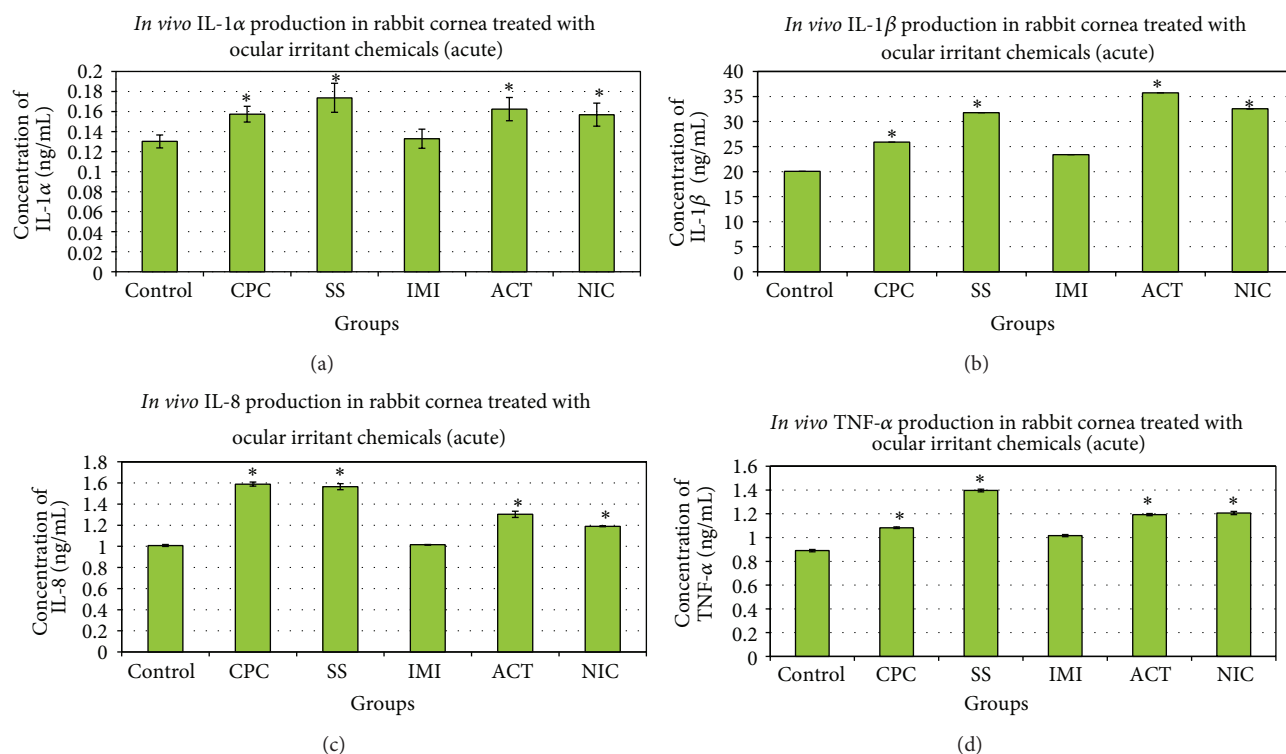 In vivo IL-1α production in rabbit cornea treated with
ocular irritant chemicals (acute)
Concentration of
IL-1α (ng/mL)
0.2
0.18
0.16
0.14
0.12
0.1
0.08
0.06
0.04
0.02
0
* * * *
Control CPC SS IMI ACT NIC
Groups
(a)
In vivo IL-1β production in rabbit cornea treated with
ocular irritant chemicals (acute)
Concentration of
IL-1β (ng/mL)
40
35
30
25
20
15
10
5
0
* * * *
Control CPC SS IMI ACT NIC
Groups
(b)
In vivo IL-8 production in rabbit cornea treated with
ocular irritant chemicals (acute)
Concentration of
IL-8 (ng/mL)
1.8
1.6
1.4
1.2
1
0.8
0.6
0.4
0.2
0
* * * *
Control CPC SS IMI ACT NIC
Groups
(c)
In vivo TNF-α production in rabbit cornea treated with
ocular irritant chemicals (acute)
Concentration of
TNF-α (ng/mL)
1.6
1.4
1.2
1
0.8
0.6
0.4
0.2
0
* * * *
Control CPC SS IMI ACT NIC
Groups
(d)